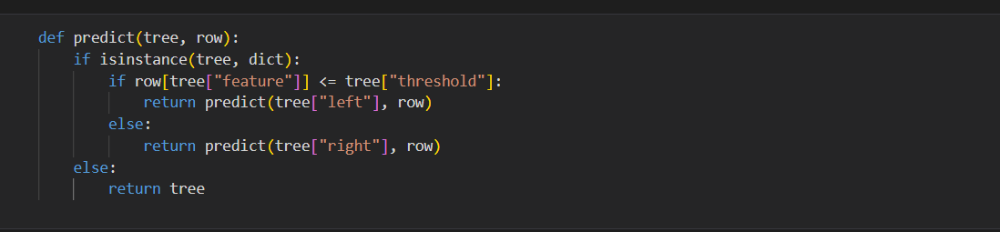 def predict(tree, row):
    if isinstance(tree, dict):
        if row[tree["feature"]] <= tree["threshold"]:
            return predict(tree["left"], row)
        else:
            return predict(tree["right"], row)
    else:
        return tree